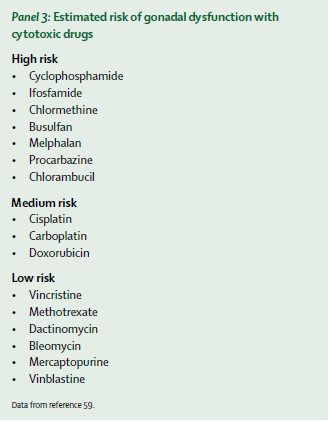 Panel 3: Estimated risk of gonadal dysfunction with
cytotoxic drugs
High risk
• Cyclophosphamide
• Ifosfamide
• Chlormethine
• Busulfan
• Melphalan
• Procarbazine
• Chlorambucil
Medium risk
• Cisplatin
• Carboplatin
• Doxorubicin
Low risk
• Vincristine
• Methotrexate
• Dactinomycin
• Bleomycin
• Mercaptopurine
• Vinblastine
Data from reference 59.